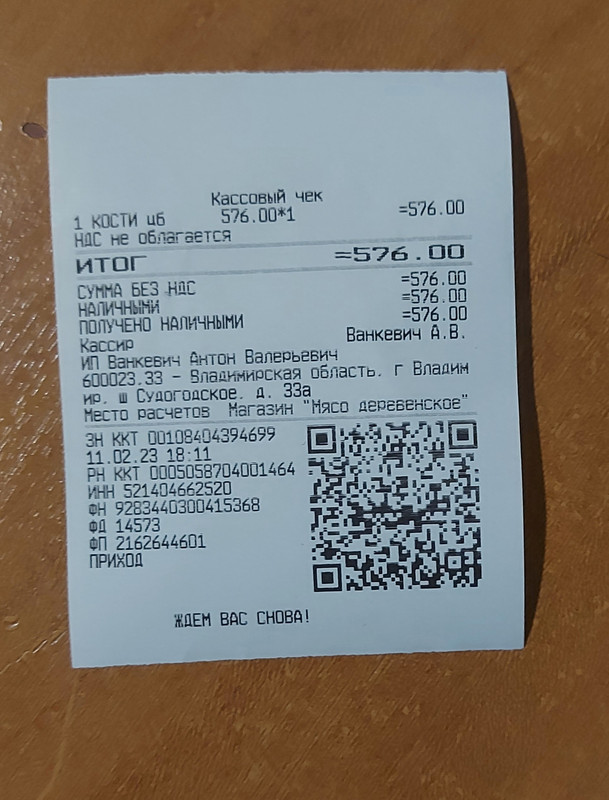 Кассовый чек
1 КОСТИ цб 576.00*1 =576.00
НДС не облагается
ИТОГ =576.00
СУММА БЕЗ НДС =576.00
НАЛИЧНЫМИ =576.00
ПОЛУЧЕНО НАЛИЧНЫМИ =576.00
Кассир Ванкевич А.В.
ИП Ванкевич Антон Валерьевич
600023.33 - Владимирская область. г Владим
ир. ш Судогодское. д. 33а
Место расчетов Магазин "Мясо деревенское"
ЗН ККТ 00108404394699
11.02.23 18:11
РН ККТ 0005058704001464
ИНН 521404662520
ФН 9283440300415368
ФД 14573
ФП 2162644601
ПРИХОД
ЖДЕМ ВАС СНОВА!